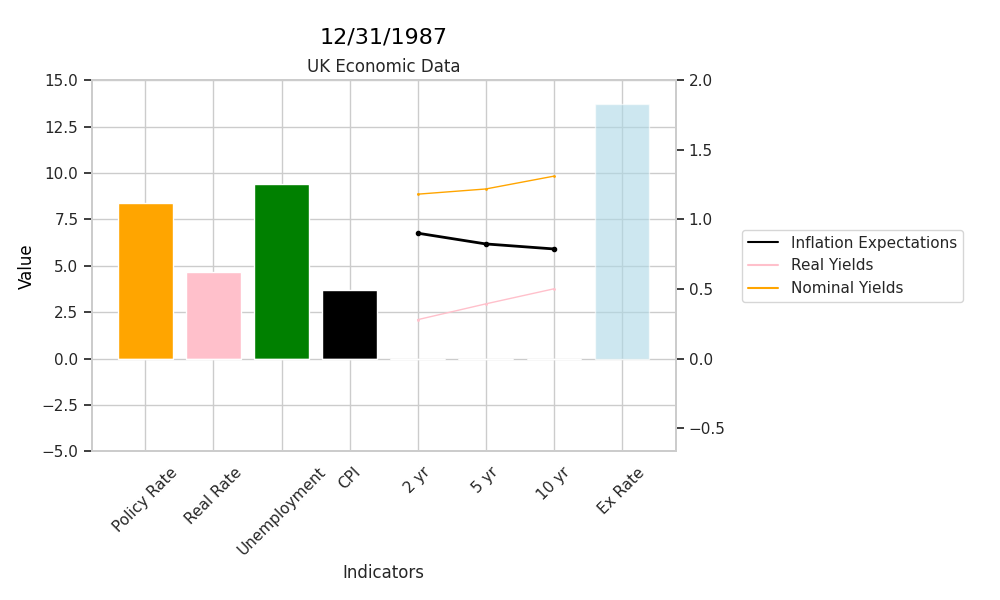 12/31/1987
UK Economic Data
15.0
12.5
10.0
7.5
5.0
2.5
0.0
−2.5
−5.0
Value
2.0
1.5
1.0
0.5
0.0
−0.5
Inflation Expectations
Real Yields
Nominal Yields
Policy Rate
Real Rate
Unemployment
CPI
2 yr
5 yr
10 yr
Ex Rate
Indicators